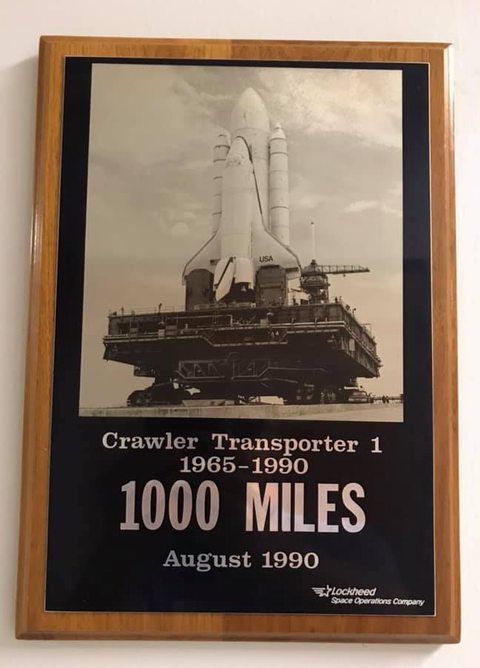 USA
Crawler Transporter 1
1965-1990
1000 MILES
August 1990
Lockheed
Space Operations Company